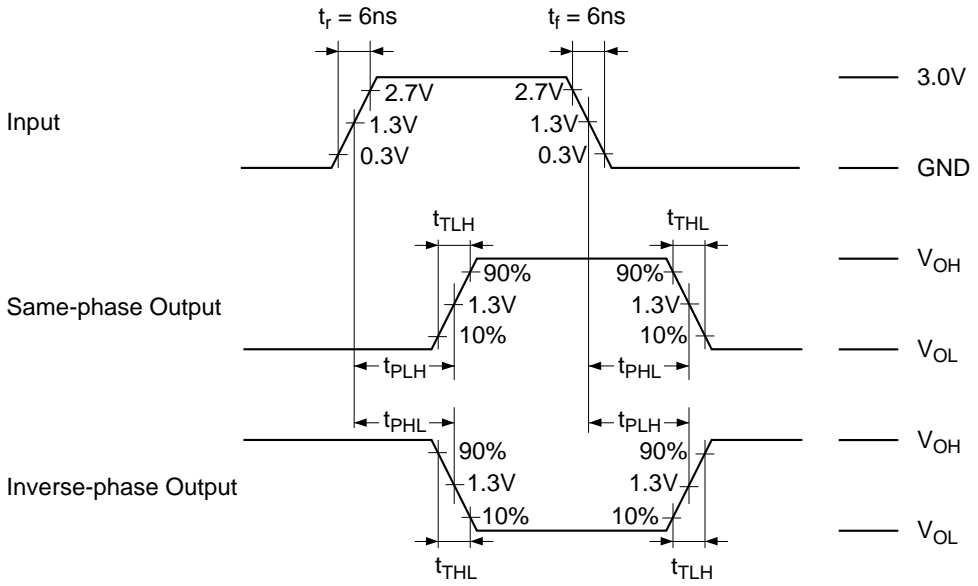 tr = 6ns
tf = 6ns
Input
2.7V
1.3V
0.3V
2.7V
1.3V
0.3V
3.0V
GND
tTLH
tTHL
Same-phase Output
90%
1.3V
10%
90%
1.3V
10%
VOH
VOL
tPLH
tPHL
tPHL
tPLH
Inverse-phase Output
90%
1.3V
10%
90%
1.3V
10%
VOH
VOL
tTHL
tTLH